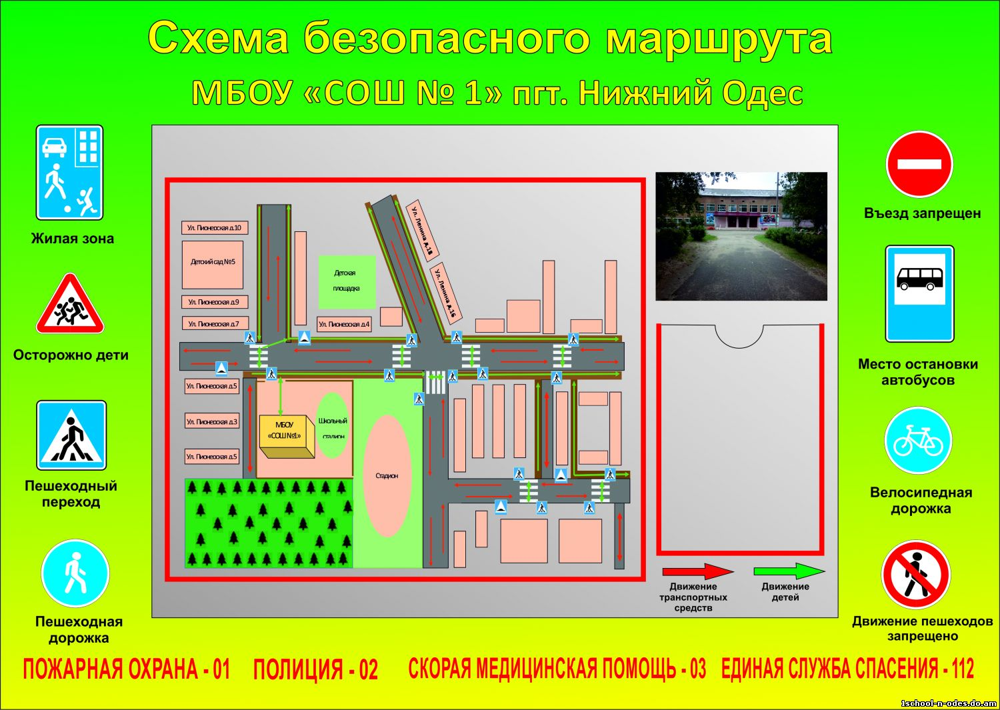 Схема безопасного маршрута
МБОУ «СОШ № 1» пгт. Нижний Одес
Жилая зона
Осторожно дети
Пешеходный
переход
Пешеходная
дорожка
Ул. Пионерская д.10
Детский сад №5
Ул. Пионерская д.9
Ул. Пионерская д.7
Детская
площадка
Ул. Пионерская д.4
Ул. Ленина д.18
Ул. Ленина д.16
Ул. Пионерская д.5
Ул. Пионерская д.3
Ул. Пионерская д.5
МБОУ
«СОШ №1»
Школьный
стадион
Стадион
Движение
транспортных
средств
Движение
детей
Въезд запрещен
Место остановки
автобусов
Велосипедная
дорожка
Движение пешеходов
запрещено
ПОЖАРНАЯ ОХРАНА - 01 ПОЛИЦИЯ - 02 СКОРАЯ МЕДИЦИНСКАЯ ПОМОЩЬ - 03 ЕДИНАЯ СЛУЖБА СПАСЕНИЯ - 112
1school-n-odes.do.am